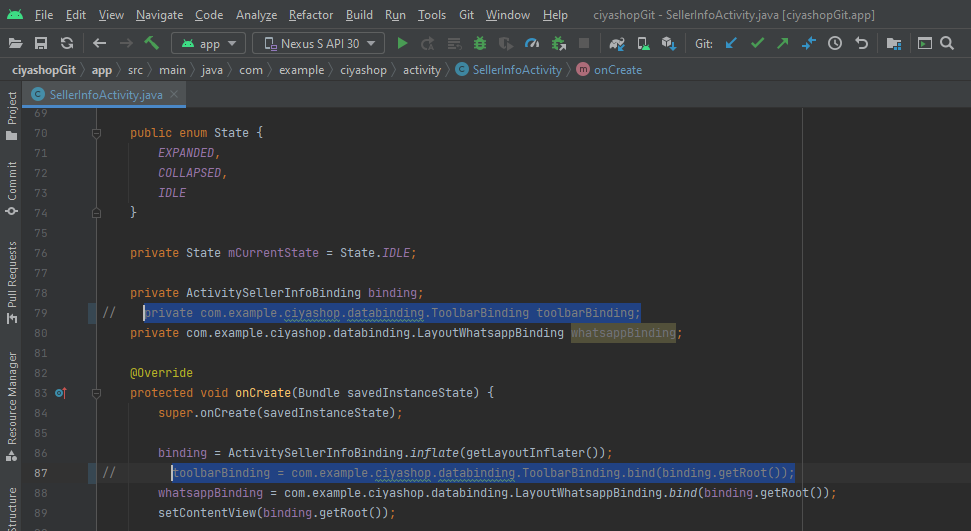 File Edit View Navigate Code Analyze Refactor Build Run Tools Git Window Help ciyashopGit - SellerInfoActivity.java [ciyashopGit.app]
app Nexus S API 30 Git:
ciyashopGit app src main java com example ciyashop activity C SellerInfoActivity m onCreate
C SellerInfoActivity.java
Project
Commit
Pull Requests
Resource Manager
Structure
69
70 public enum State {
71 EXPANDED,
72 COLLAPSED,
73 IDLE
74 }
75
76 private State mCurrentState = State.IDLE;
77
78 private ActivitySellerInfoBinding binding;
79 // private com.example.ciyashop.databinding.ToolbarBinding toolbarBinding;
80 private com.example.ciyashop.databinding.LayoutWhatsappBinding whatsappBinding;
81
82 @Override
83 protected void onCreate(Bundle savedInstanceState) {
84 super.onCreate(savedInstanceState);
85
86 binding = ActivitySellerInfoBinding.inflate(getLayoutInflater());
87 // toolbarBinding = com.example.ciyashop.databinding.ToolbarBinding.bind(binding.getRoot());
88 whatsappBinding = com.example.ciyashop.databinding.LayoutWhatsappBinding.bind(binding.getRoot());
89 setContentView(binding.getRoot());